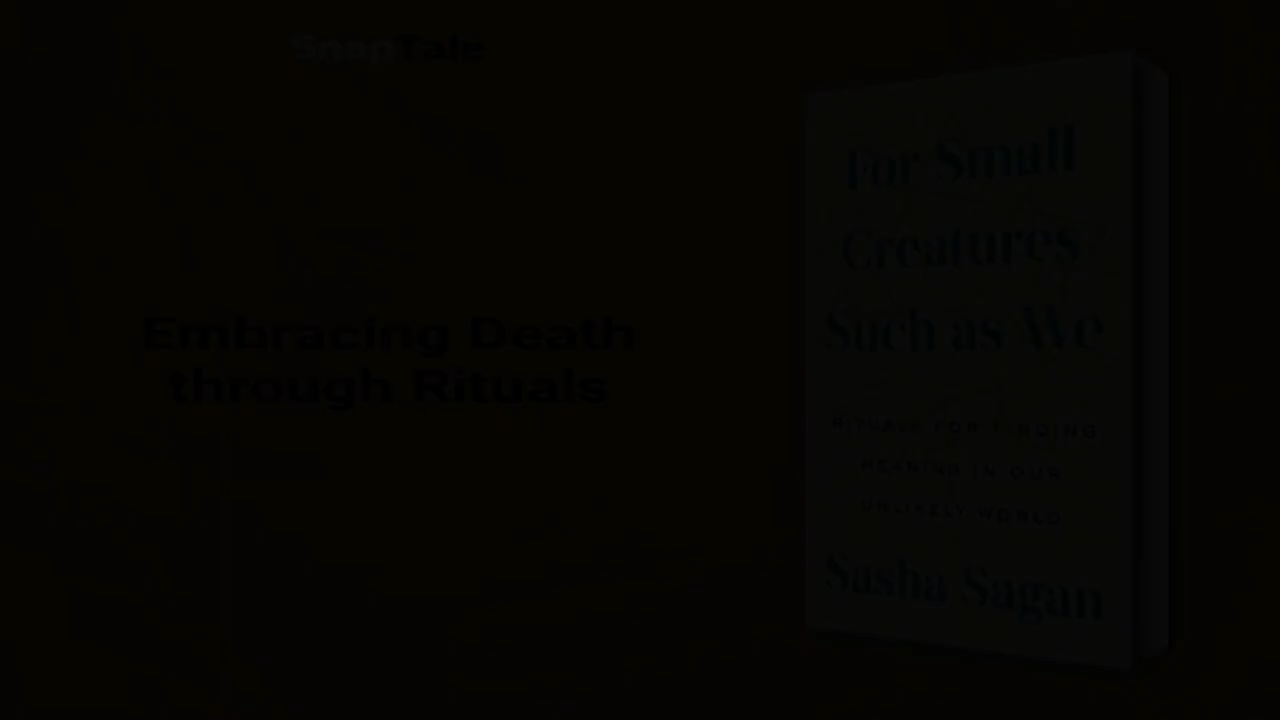 SnapTale
Embracing Death
through Rituals
For Small
Creatures
Such as We
RITUALS FOR FINDING
MEANING IN OUR
UNLIKELY WORLD
Sasha Sagan